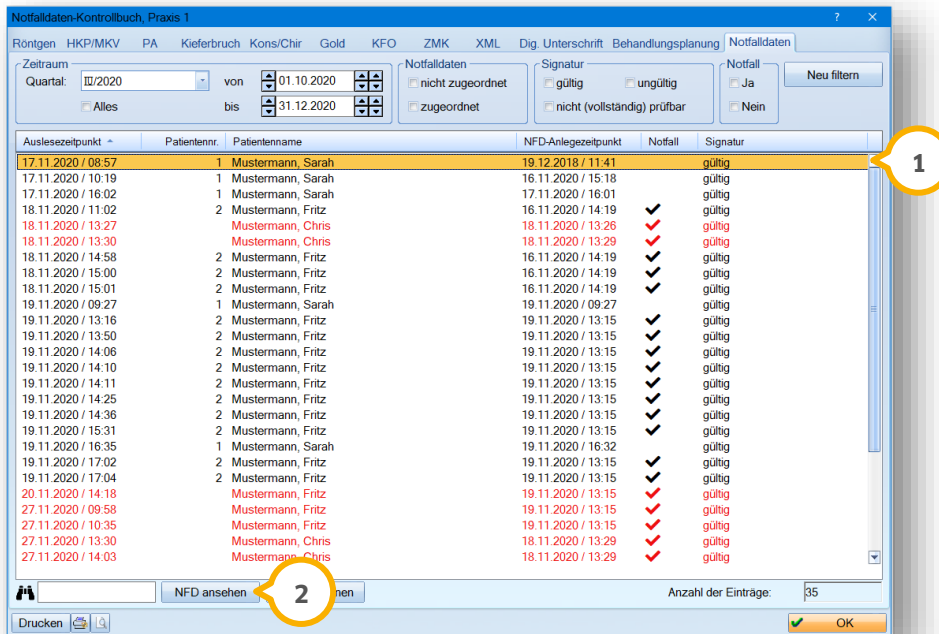 Notfalldaten-Kontrollbuch, Praxis 1 ? ×
Röntgen HKP/MKV PA Kieferbruch Kons/Chir Gold KFO ZMK XML Dig. Unterschrift Behandlungsplanung Notfalldaten
Zeitraum Notfalldaten Signatur Notfall
Quartal: IV/2020 von 01.10.2020 nicht zugeordnet gültig ungültig Ja Neu filtern
Alles bis 31.12.2020 zugeordnet nicht (vollständig) prüfbar Nein
Auslesezeitpunkt Patientennr. Patientenname NFD-Anlegezeitpunkt Notfall Signatur
17.11.2020 / 08:57 1 Mustermann, Sarah 19.12.2018 / 11:41 gültig
1
17.11.2020 / 10:19 1 Mustermann, Sarah 16.11.2020 / 15:18 gültig
17.11.2020 / 16:02 1 Mustermann, Sarah 17.11.2020 / 16:01 gültig
18.11.2020 / 11:02 2 Mustermann, Fritz 16.11.2020 / 14:19 ✔ gültig
18.11.2020 / 13:27 Mustermann, Chris 18.11.2020 / 13:26 ✔ gültig
18.11.2020 / 13:30 Mustermann, Chris 18.11.2020 / 13:29 ✔ gültig
18.11.2020 / 14:58 2 Mustermann, Fritz 16.11.2020 / 14:19 ✔ gültig
18.11.2020 / 15:00 2 Mustermann, Fritz 16.11.2020 / 14:19 ✔ gültig
18.11.2020 / 15:01 2 Mustermann, Fritz 16.11.2020 / 14:19 ✔ gültig
19.11.2020 / 09:27 1 Mustermann, Sarah 19.11.2020 / 09:27 gültig
19.11.2020 / 13:16 2 Mustermann, Fritz 19.11.2020 / 13:15 ✔ gültig
19.11.2020 / 13:50 2 Mustermann, Fritz 19.11.2020 / 13:15 ✔ gültig
19.11.2020 / 14:06 2 Mustermann, Fritz 19.11.2020 / 13:15 ✔ gültig
19.11.2020 / 14:10 2 Mustermann, Fritz 19.11.2020 / 13:15 ✔ gültig
19.11.2020 / 14:11 2 Mustermann, Fritz 19.11.2020 / 13:15 ✔ gültig
19.11.2020 / 14:25 2 Mustermann, Fritz 19.11.2020 / 13:15 ✔ gültig
19.11.2020 / 14:36 2 Mustermann, Fritz 19.11.2020 / 13:15 ✔ gültig
19.11.2020 / 15:31 2 Mustermann, Fritz 19.11.2020 / 13:15 ✔ gültig
19.11.2020 / 16:35 1 Mustermann, Sarah 19.11.2020 / 16:32 gültig
19.11.2020 / 17:02 2 Mustermann, Fritz 19.11.2020 / 13:15 ✔ gültig
19.11.2020 / 17:04 2 Mustermann, Fritz 19.11.2020 / 13:15 ✔ gültig
20.11.2020 / 14:18 Mustermann, Fritz 19.11.2020 / 13:15 ✔ gültig
27.11.2020 / 09:58 Mustermann, Fritz 19.11.2020 / 13:15 ✔ gültig
27.11.2020 / 10:35 Mustermann, Fritz 19.11.2020 / 13:15 ✔ gültig
27.11.2020 / 13:30 Mustermann, Chris 18.11.2020 / 13:29 ✔ gültig
27.11.2020 / 14:03 Mustermann, Chris 18.11.2020 / 13:29 ✔ gültig
NFD ansehen 2 Anzahl der Einträge: 35
Drucken OK